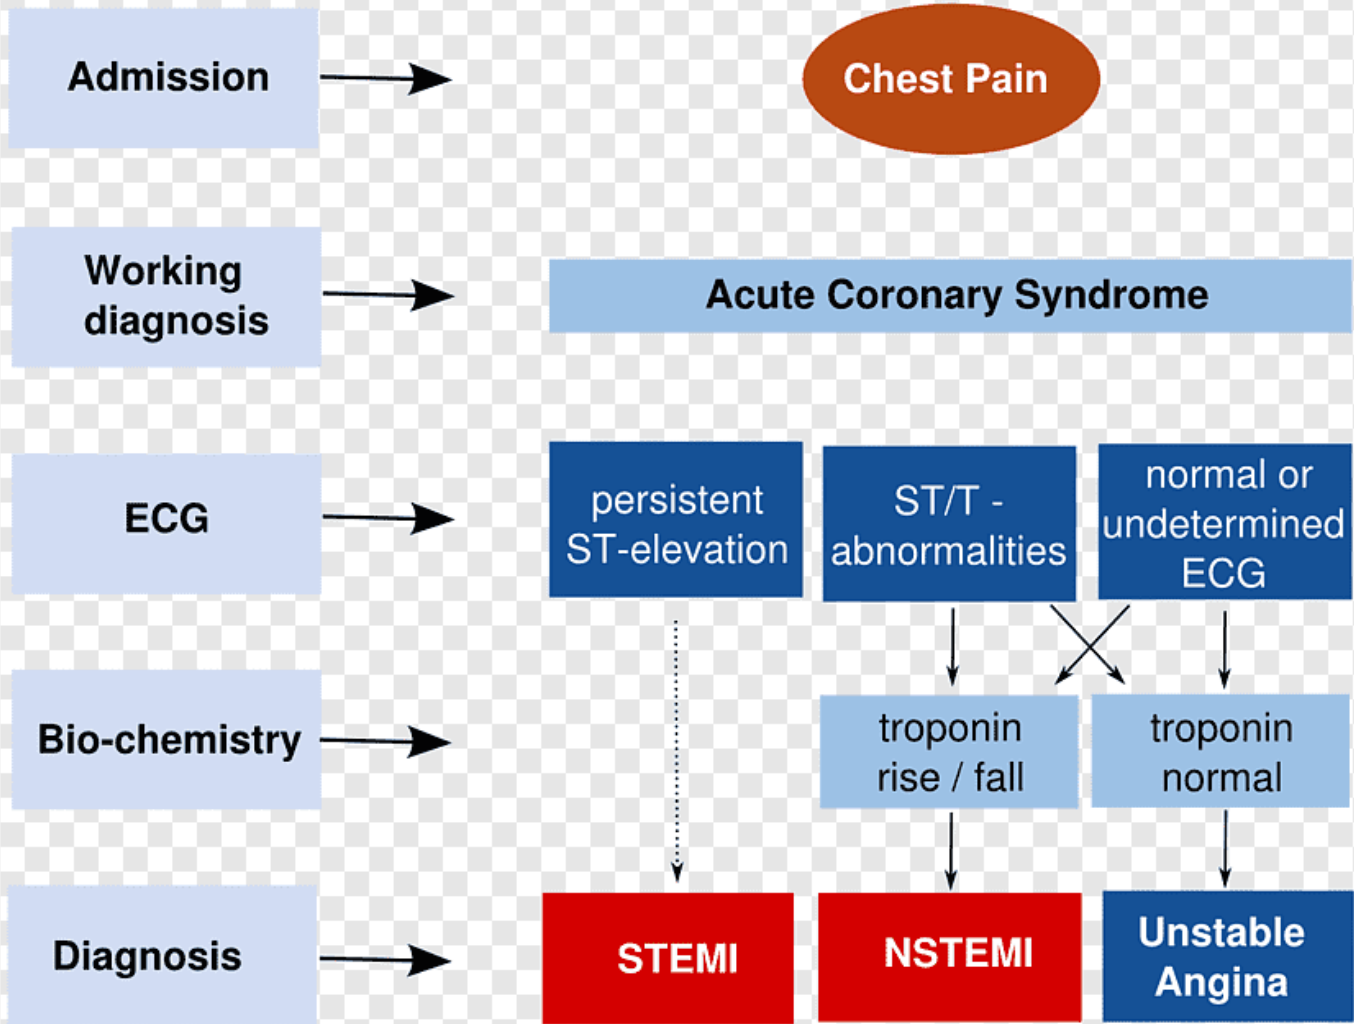 Admission
Chest Pain
Working
diagnosis
Acute Coronary Syndrome
ECG
persistent
ST-elevation
ST/T -
abnormalities
normal or
undetermined
ECG
Bio-chemistry
troponin
rise / fall
troponin
normal
Diagnosis
STEMI
NSTEMI
Unstable
Angina